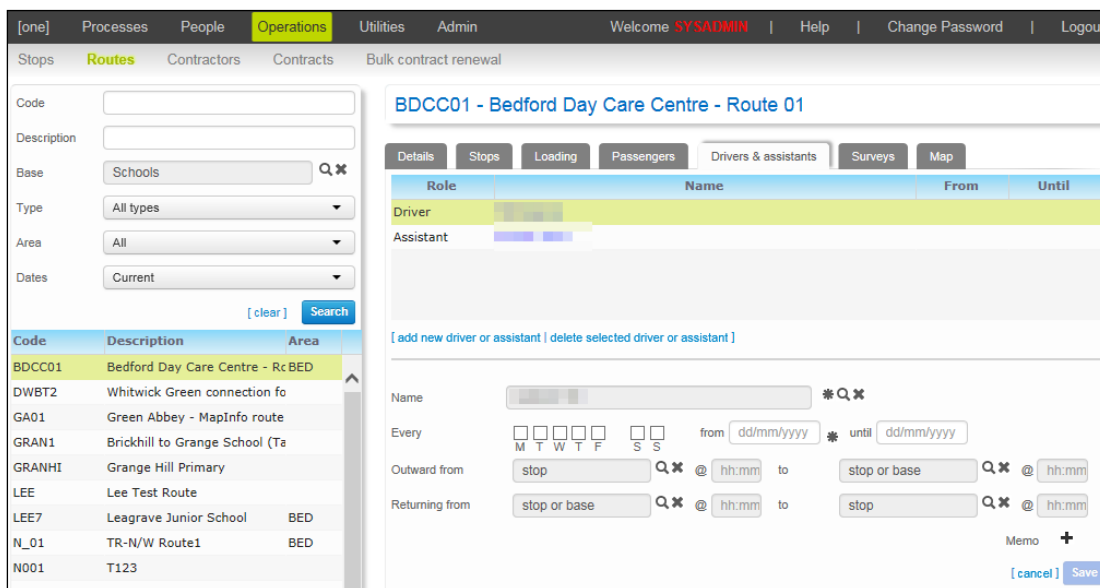 [one] Processes People Operations Utilities Admin Welcome SYSADMIN | Help | Change Password | Logou
Stops Routes Contractors Contracts Bulk contract renewal
Code
Description
Base Schools
Type All types
Area All
Dates Current
[ clear ] Search
Code Description Area
BDCC01 Bedford Day Care Centre - Rc BED
DWBT2 Whitwick Green connection fo
GA01 Green Abbey - MapInfo route
GRAN1 Brickhill to Grange School (Ta
GRANHI Grange Hill Primary
LEE Lee Test Route
LEE7 Leagrave Junior School BED
N_01 TR-N/W Route1 BED
N001 T123
BDCC01 - Bedford Day Care Centre - Route 01
Details Stops Loading Passengers Drivers & assistants Surveys Map
Role Name From Until
Driver
Assistant
[ add new driver or assistant | delete selected driver or assistant ]
Name
Every M T W T F S S from dd/mm/yyyy until dd/mm/yyyy
Outward from stop @ hh:mm to stop or base @ hh:mm
Returning from stop or base @ hh:mm to stop @ hh:mm
Memo
[ cancel ] Save